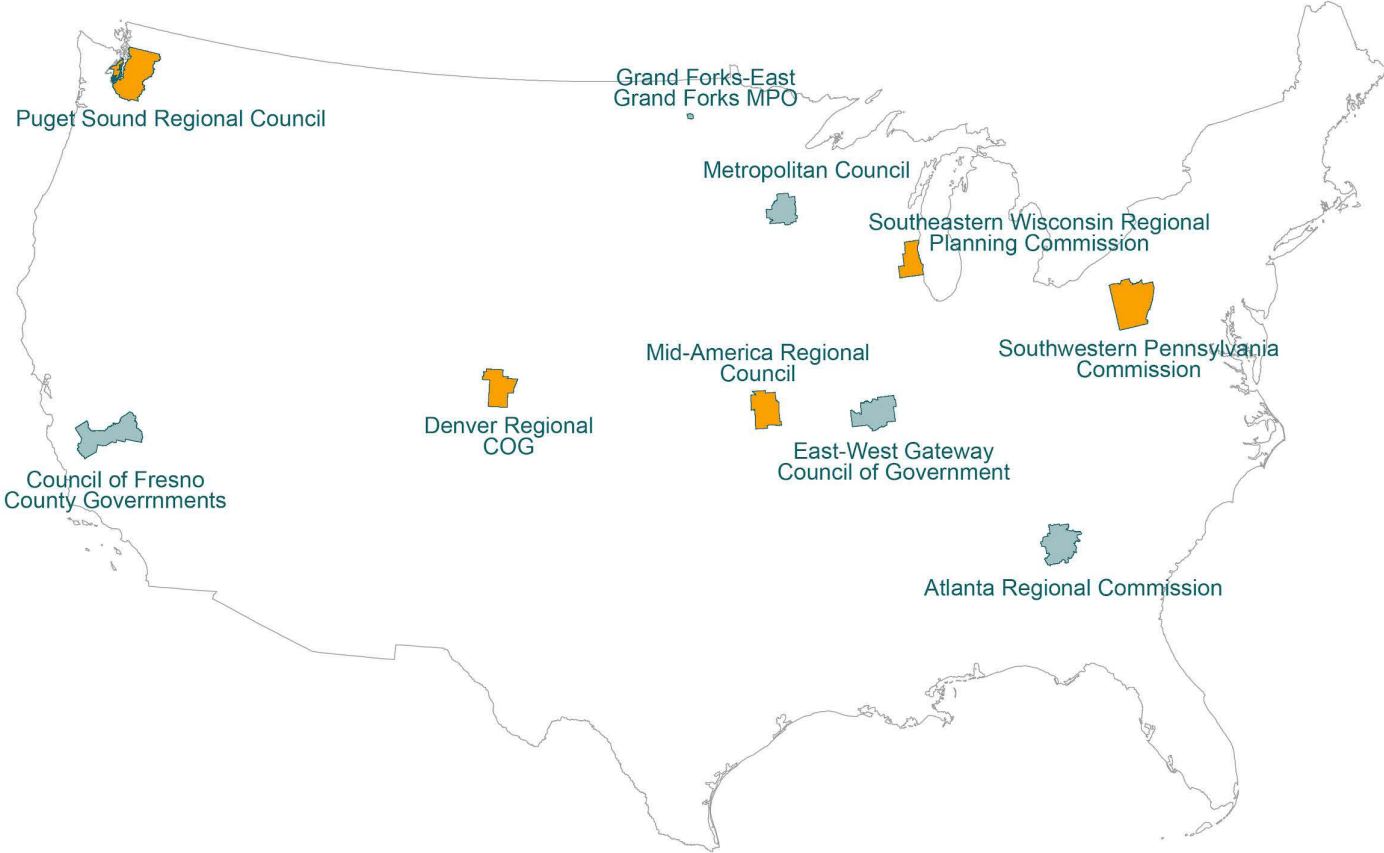 Grand Forks-East
Grand Forks MPO
Puget Sound Regional Council
Metropolitan Council
Southeastern Wisconsin Regional
Planning Commission
Mid-America Regional
Council
Southwestern Pennsylvania
Commission
Denver Regional
COG
East-West Gateway
Council of Government
Council of Fresno
County Goverrnments
Atlanta Regional Commission